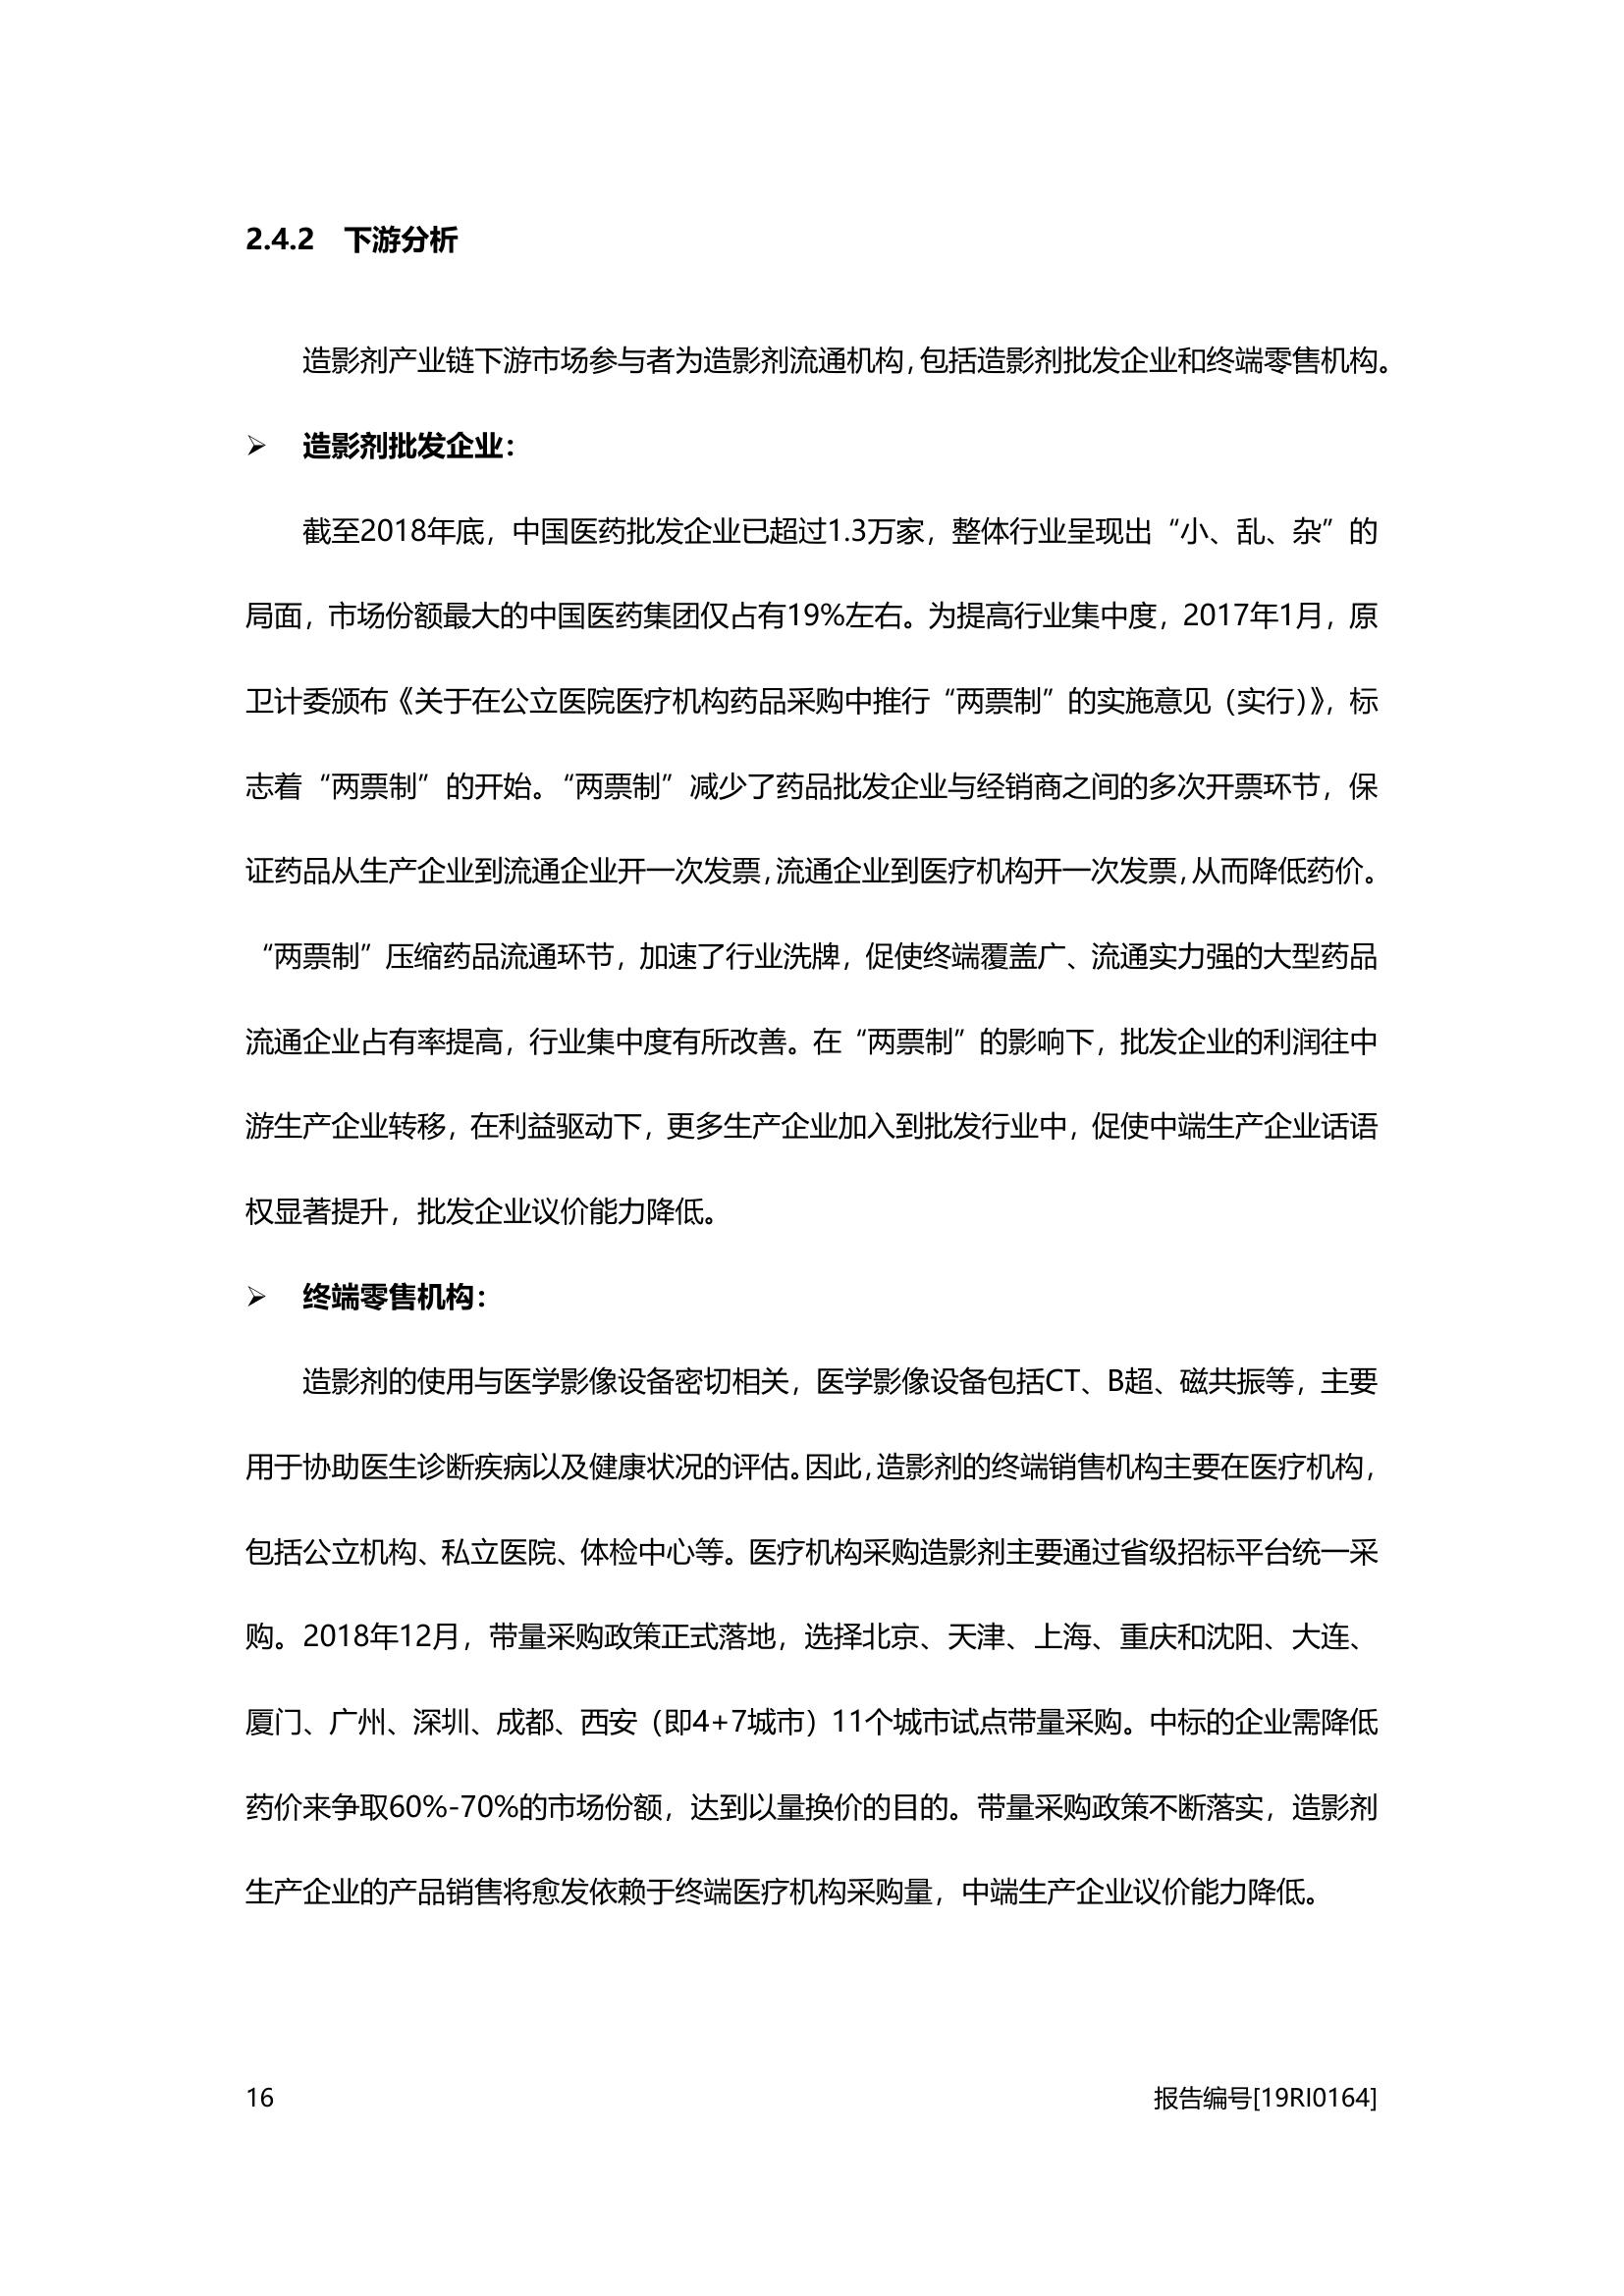 2.4.2 下游分析
造影剂产业链下游市场参与者为造影剂流通机构，包括造影剂批发企业和终端零售机构。
➢ 造影剂批发企业：
截至2018年底，中国医药批发企业已超过1.3万家，整体行业呈现出“小、乱、杂”的
局面，市场份额最大的中国医药集团仅占有19%左右。为提高行业集中度，2017年1月，原
卫计委颁布《关于在公立医院医疗机构药品采购中推行“两票制”的实施意见（实行）》，标
志着“两票制”的开始。“两票制”减少了药品批发企业与经销商之间的多次开票环节，保
证药品从生产企业到流通企业开一次发票，流通企业到医疗机构开一次发票，从而降低药价。
“两票制”压缩药品流通环节，加速了行业洗牌，促使终端覆盖广、流通实力强的大型药品
流通企业占有率提高，行业集中度有所改善。在“两票制”的影响下，批发企业的利润往中
游生产企业转移，在利益驱动下，更多生产企业加入到批发行业中，促使中端生产企业话语
权显著提升，批发企业议价能力降低。
➢ 终端零售机构：
造影剂的使用与医学影像设备密切相关，医学影像设备包括CT、B超、磁共振等，主要
用于协助医生诊断疾病以及健康状况的评估。因此，造影剂的终端销售机构主要在医疗机构，
包括公立机构、私立医院、体检中心等。医疗机构采购造影剂主要通过省级招标平台统一采
购。2018年12月，带量采购政策正式落地，选择北京、天津、上海、重庆和沈阳、大连、
厦门、广州、深圳、成都、西安（即4+7城市）11个城市试点带量采购。中标的企业需降低
药价来争取60%-70%的市场份额，达到以量换价的目的。带量采购政策不断落实，造影剂
生产企业的产品销售将愈发依赖于终端医疗机构采购量，中端生产企业议价能力降低。
16 报告编号[19RI0164]